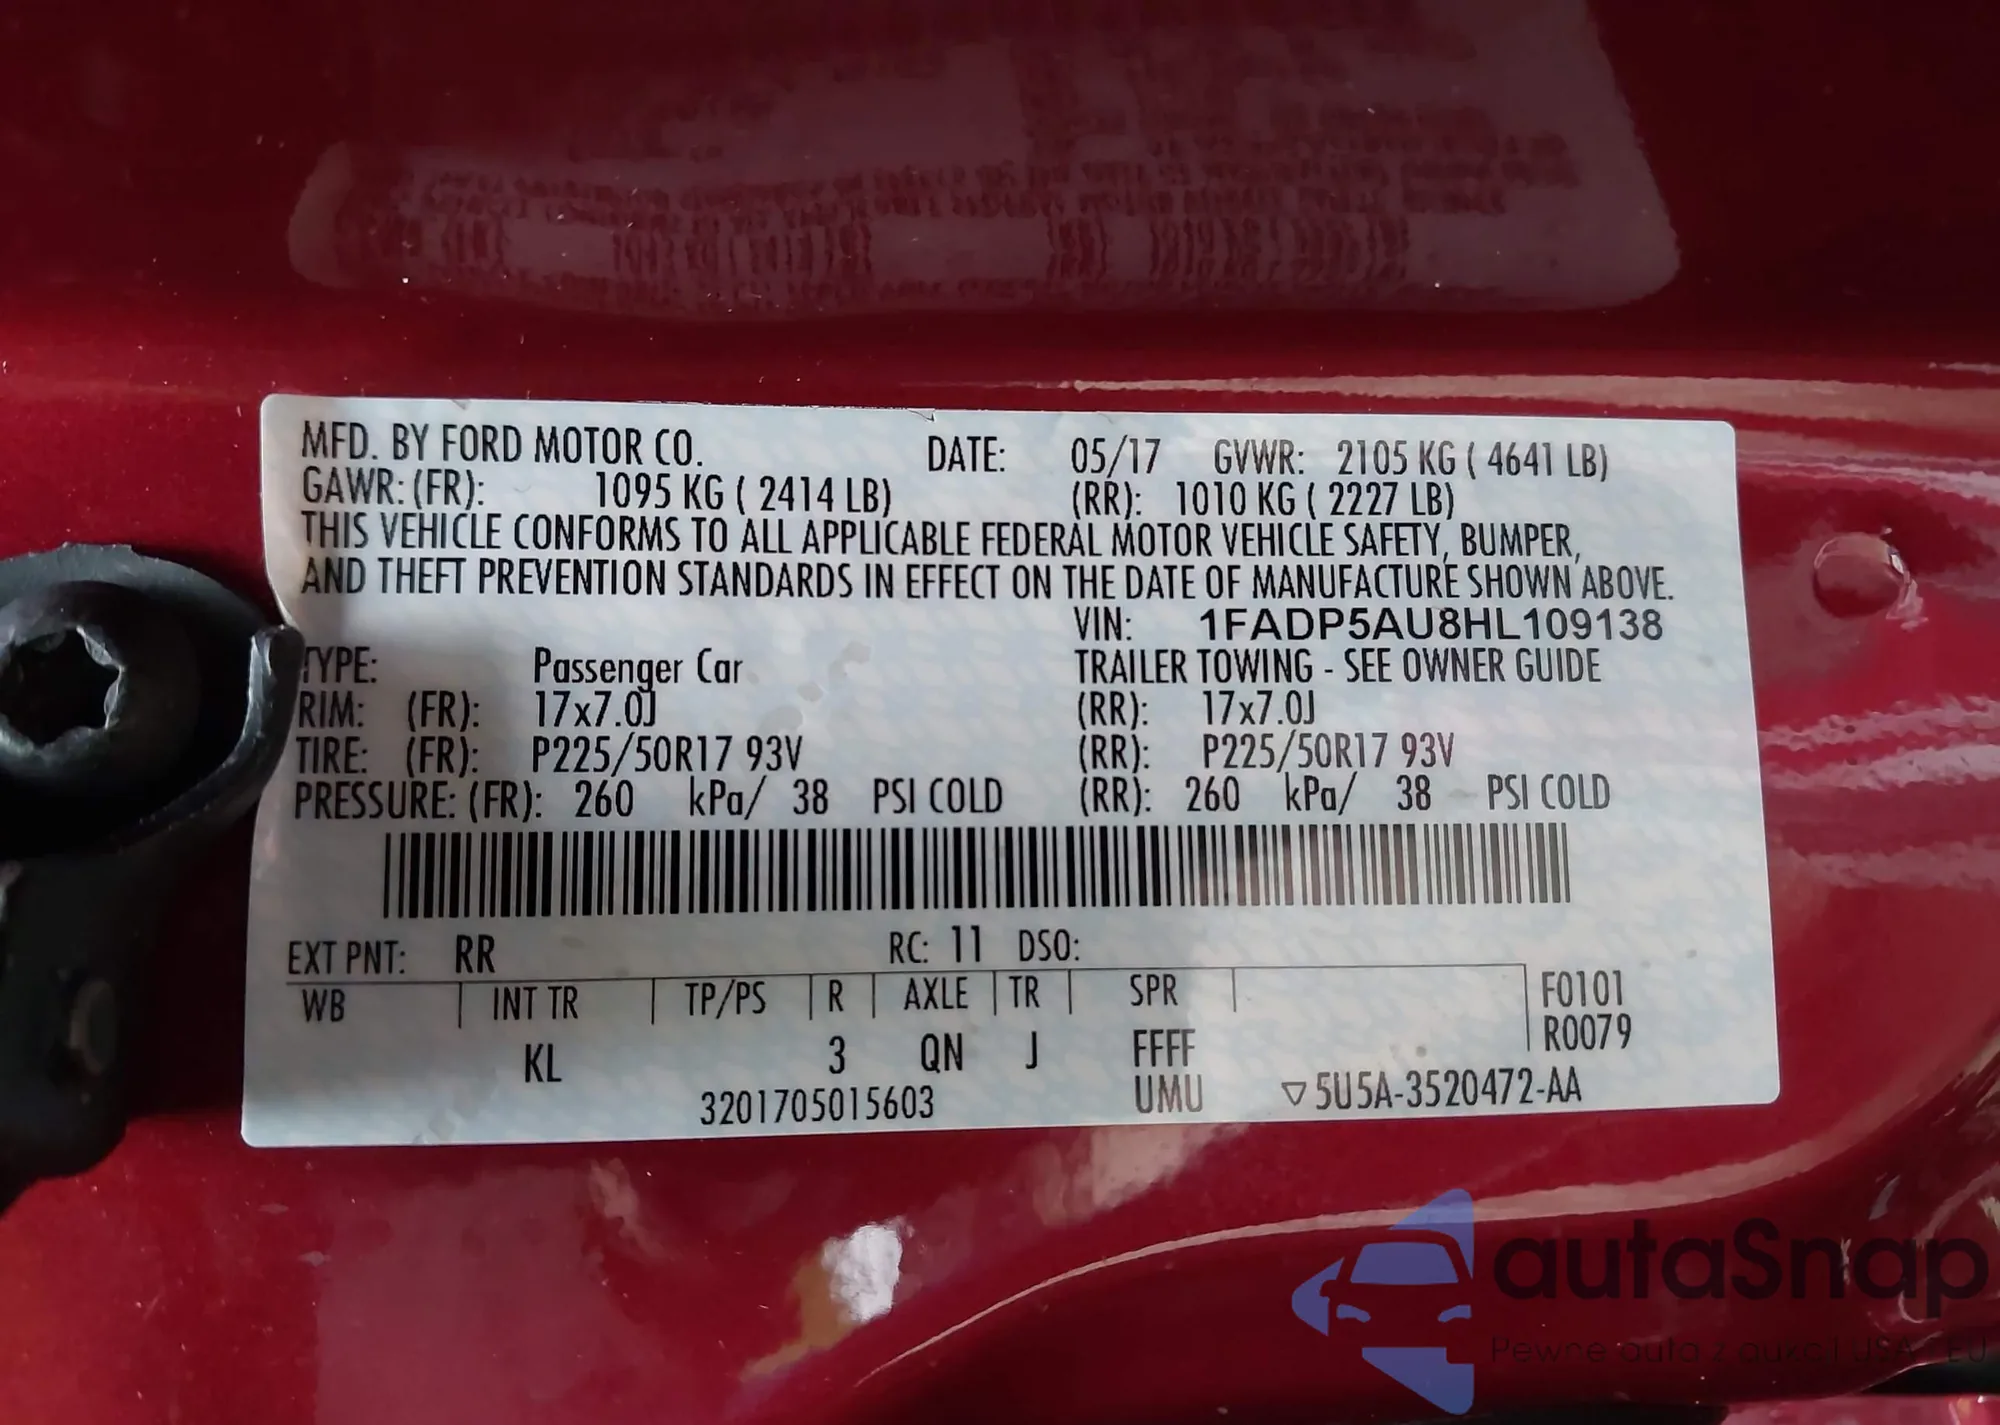 MFD. BY FORD MOTOR CO. DATE: 05/17 GVWR: 2105 KG ( 4641 LB)
GAWR: (FR): 1095 KG ( 2414 LB) (RR): 1010 KG ( 2227 LB)
THIS VEHICLE CONFORMS TO ALL APPLICABLE FEDERAL MOTOR VEHICLE SAFETY, BUMPER,
AND THEFT PREVENTION STANDARDS IN EFFECT ON THE DATE OF MANUFACTURE SHOWN ABOVE.
VIN: 1FADP5AU8HL109138
TYPE: Passenger Car TRAILER TOWING - SEE OWNER GUIDE
RIM: (FR): 17x7.0J (RR): 17x7.0J
TIRE: (FR): P225/50R17 93V (RR): P225/50R17 93V
PRESSURE: (FR): 260 kPa/ 38 PSI COLD (RR): 260 kPa/ 38 PSI COLD
EXT PNT: RR RC: 11 DSO:
WB INT TR TP/PS R AXLE TR SPR F0101
R0079
KL 3 QN J FFFF
3201705015603 UMU ▽5U5A-3520472-AA
autaSnap
Pewne auta z aukcji USA EU